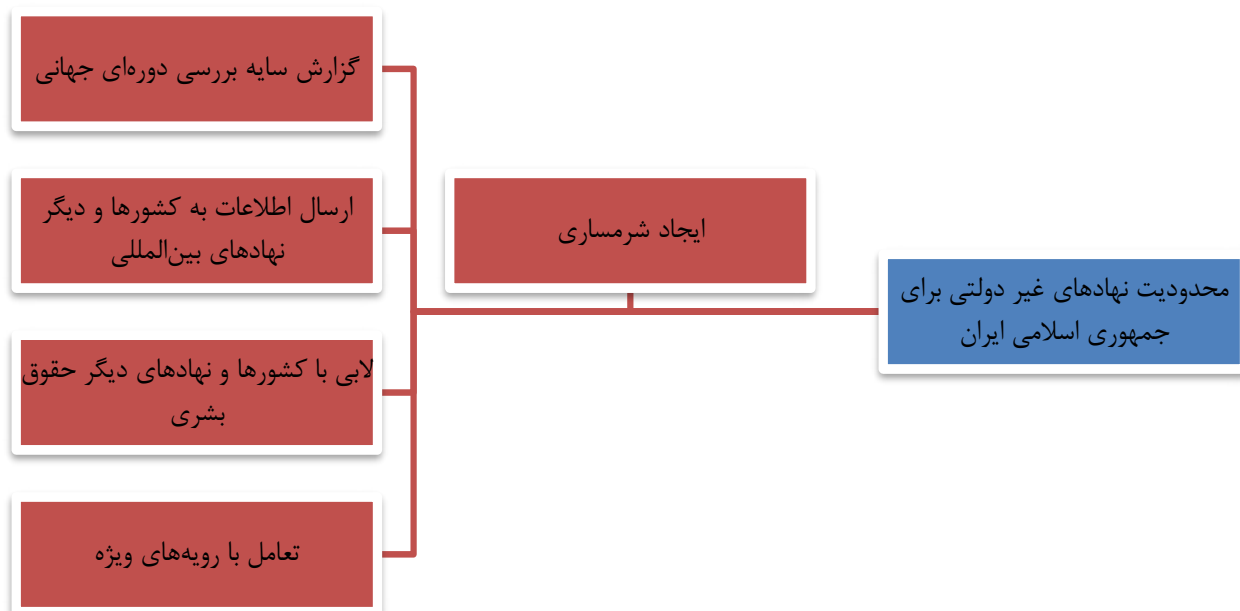 محدودیت نهادهای غیر دولتی برای
جمهوری اسلامی ایران
ایجاد شرمساری
گزارش سایه بررسی دوره‌ای جهانی
ارسال اطلاعات به کشورها و دیگر
نهادهای بین‌المللی
لابی با کشورها و نهادهای دیگر حقوق
بشری
تعامل با رویه‌های ویژه